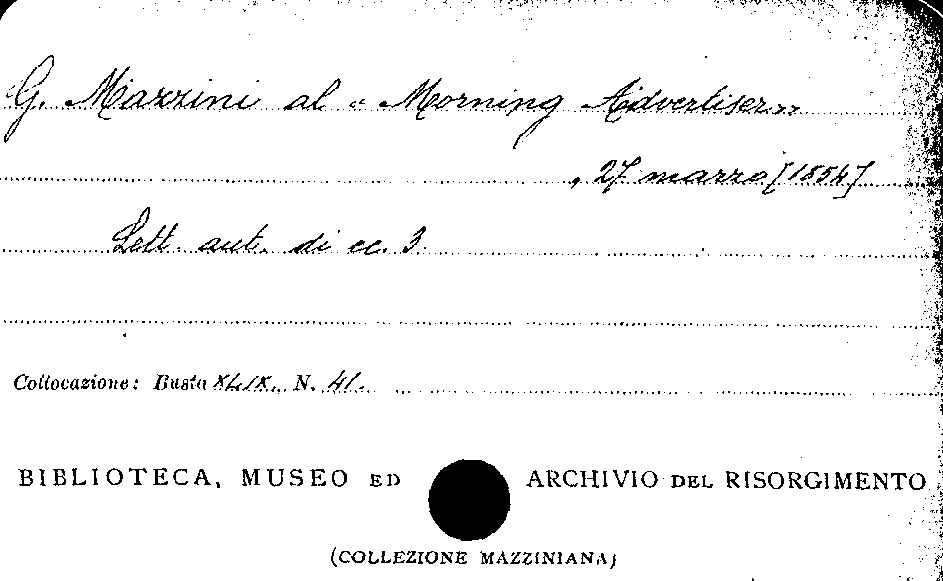 G. Mazzini al « Morning Advertiser »
, 27 marzo [1854]
Lett. aut. di cc. 3.
Collocazione: Busta XLIX. N. 41.
BIBLIOTECA, MUSEO ED ARCHIVIO DEL RISORGIMENTO
(COLLEZIONE MAZZINIANA)